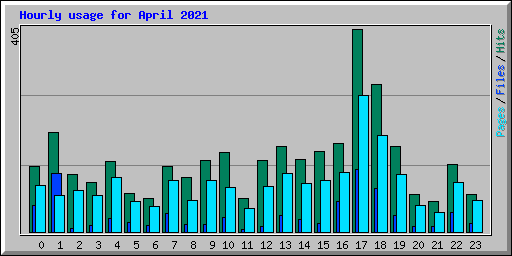 Hourly usage for April 2021
405
Pages / Files / Hits
0 1 2 3 4 5 6 7 8 9 10 11 12 13 14 15 16 17 18 19 20 21 22 23